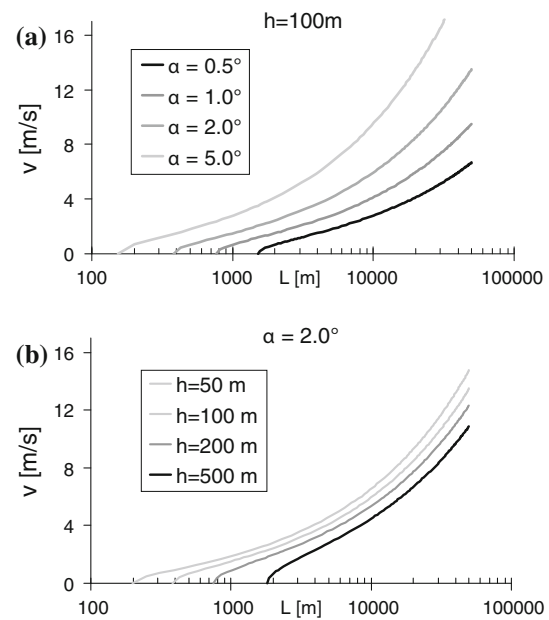 (a)
h=100m
16
12
8
4
0
v [m/s]
α = 0.5°
α = 1.0°
α = 2.0°
α = 5.0°
100 1000 L [m] 10000 100000
(b)
α = 2.0°
16
12
8
4
0
v [m/s]
h=50 m
h=100 m
h=200 m
h=500 m
100 1000 L [m] 10000 100000